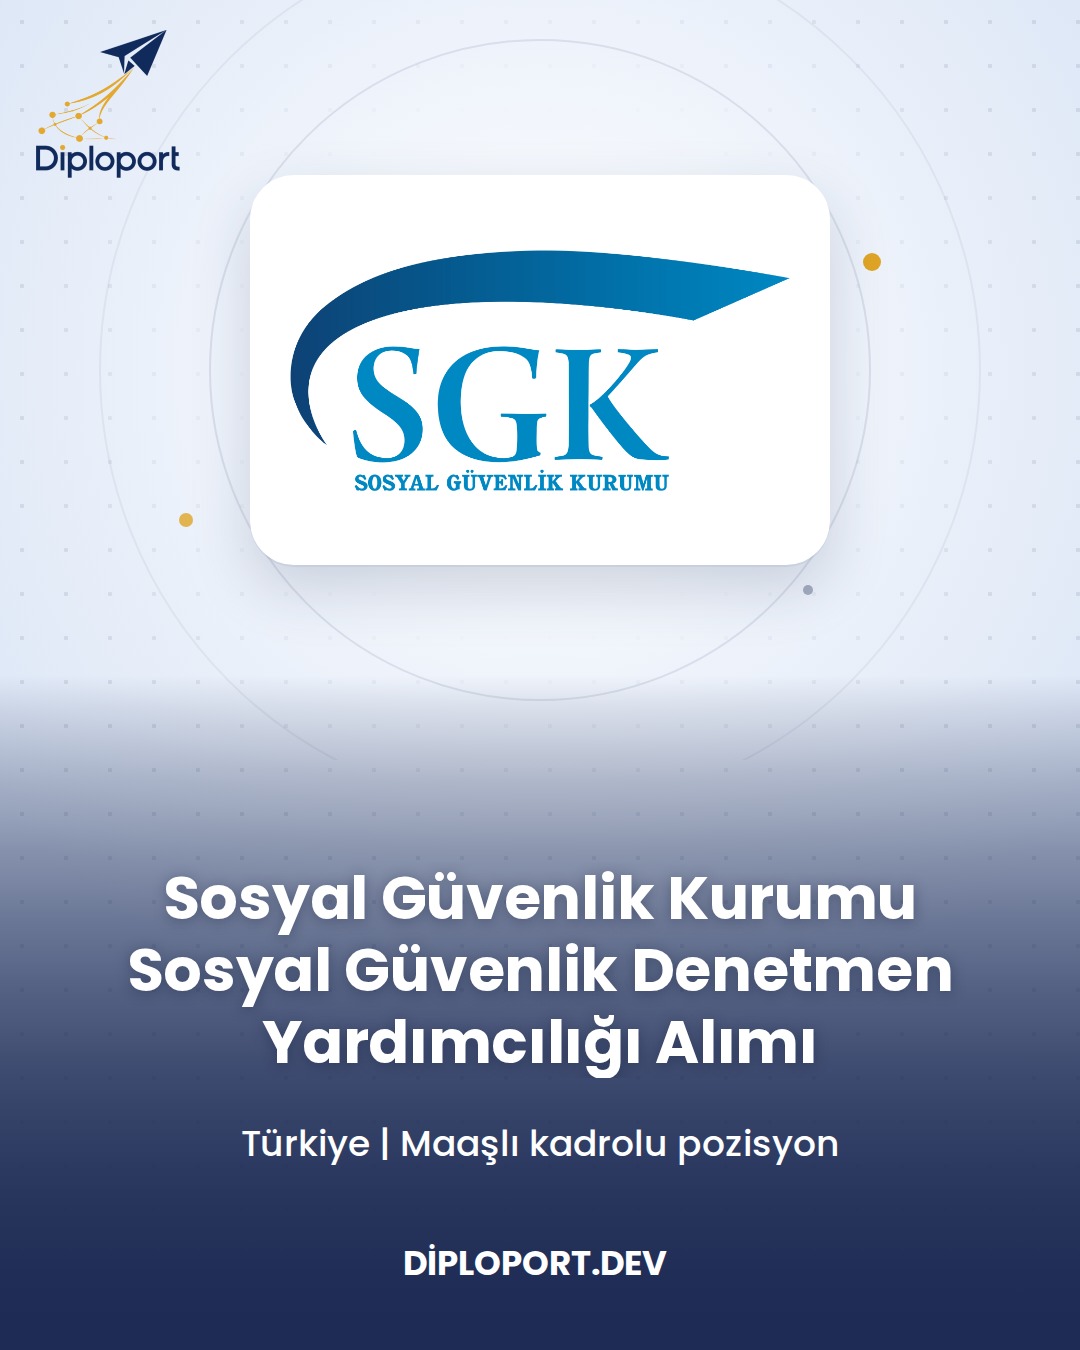 Diploport
SGK
SOSYAL GÜVENLİK KURUMU
Sosyal Güvenlik Kurumu
Sosyal Güvenlik Denetmen
Yardımcılığı Alımı
Türkiye | Maaşlı kadrolu pozisyon
DİPLOPORT.DEV